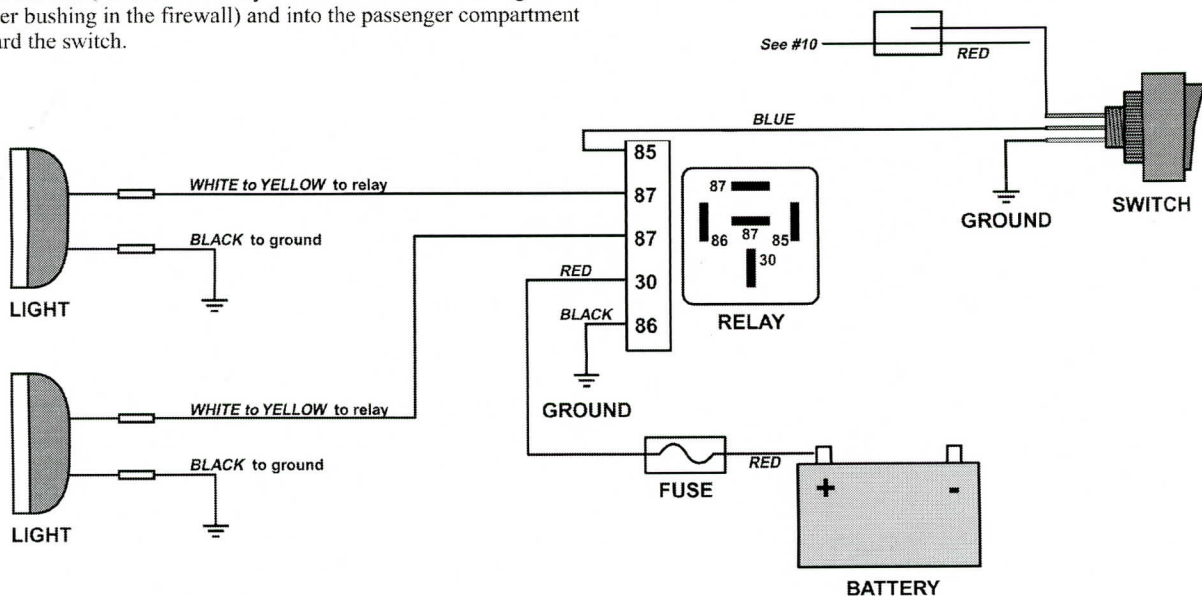 er bushing in the firewall) and into the passenger compartment
ard the switch.
See #10
RED
BLUE
85
WHITE to YELLOW to relay
87
BLACK to ground
87
LIGHT
RED
30
BLACK
86
GROUND
87
86
87
85
30
RELAY
GROUND
SWITCH
WHITE to YELLOW to relay
BLACK to ground
LIGHT
FUSE
RED
+
-
BATTERY